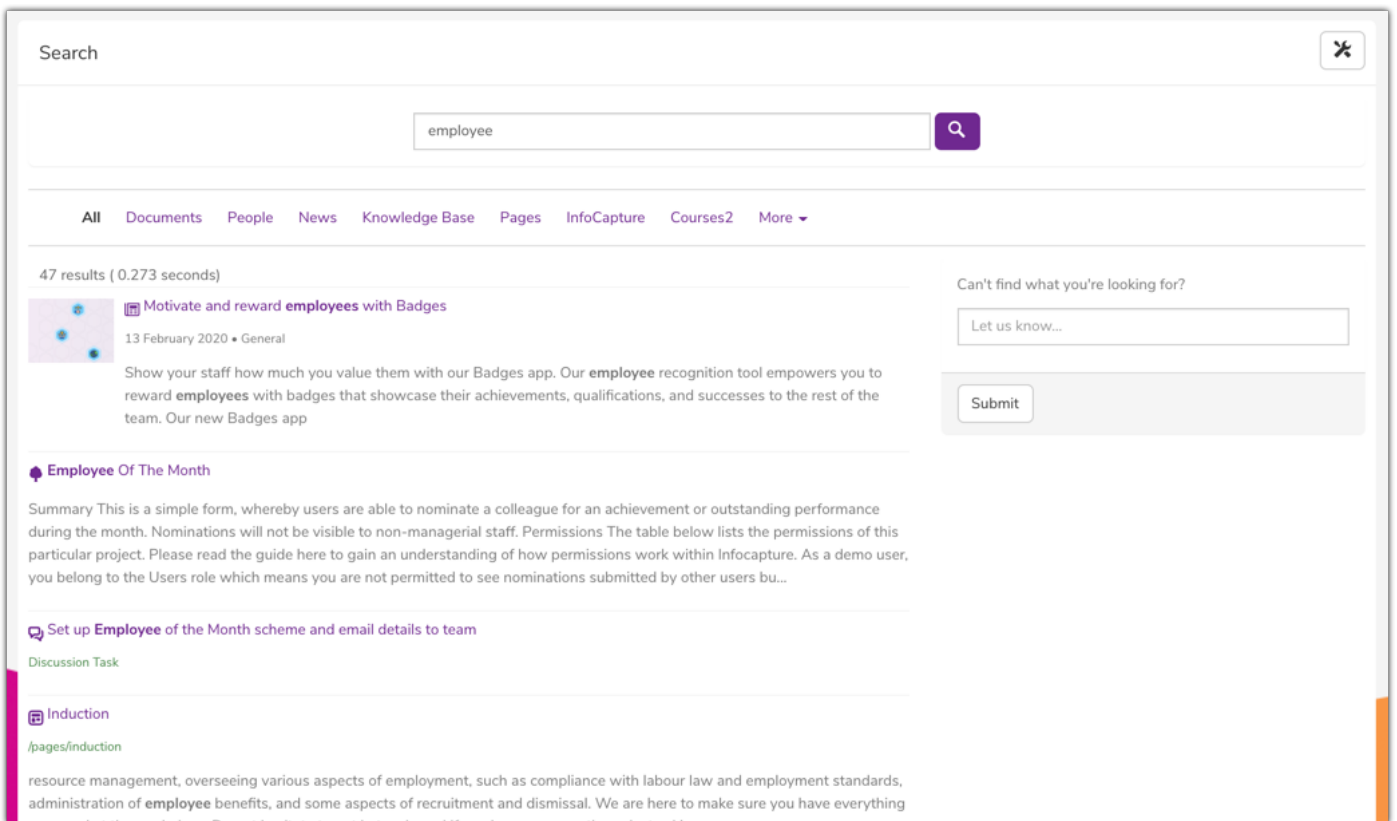 Search
employee
All Documents People News Knowledge Base Pages InfoCapture Courses2 More
47 results ( 0.273 seconds)
Motivate and reward employees with Badges
13 February 2020 • General
Show your staff how much you value them with our Badges app. Our employee recognition tool empowers you to
reward employees with badges that showcase their achievements, qualifications, and successes to the rest of the
team. Our new Badges app
Employee Of The Month
Summary This is a simple form, whereby users are able to nominate a colleague for an achievement or outstanding performance
during the month. Nominations will not be visible to non-managerial staff. Permissions The table below lists the permissions of this
particular project. Please read the guide here to gain an understanding of how permissions work within Infocapture. As a demo user,
you belong to the Users role which means you are not permitted to see nominations submitted by other users bu...
Set up Employee of the Month scheme and email details to team
Discussion Task
Induction
/pages/induction
resource management, overseeing various aspects of employment, such as compliance with labour law and employment standards,
administration of employee benefits, and some aspects of recruitment and dismissal. We are here to make sure you have everything
Can't find what you're looking for?
Let us know...
Submit